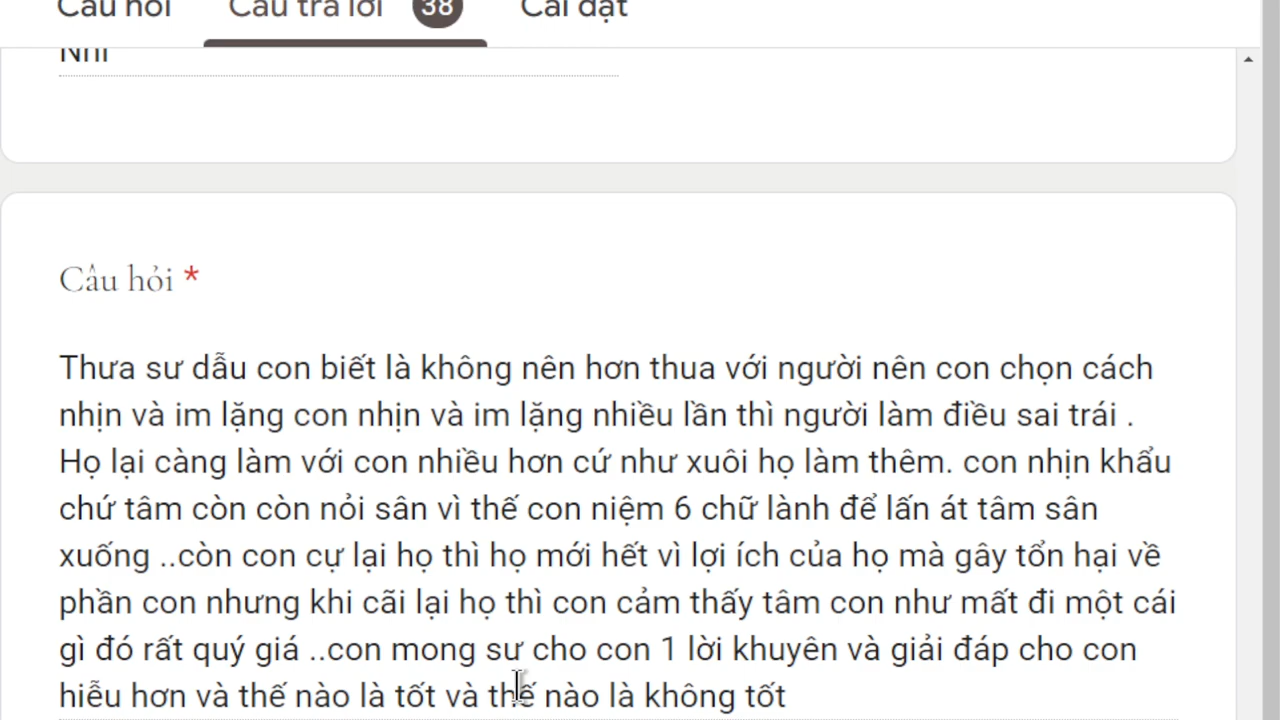 Câu hỏi Câu trả lời 38 Cài đặt
Nhi
Câu hỏi *
Thưa sư dẫu con biết là không nên hơn thua với người nên con chọn cách
nhịn và im lặng con nhịn và im lặng nhiều lần thì người làm điều sai trái .
Họ lại càng làm với con nhiều hơn cứ như xuôi họ làm thêm. con nhịn khẩu
chứ tâm còn còn nỏi sân vì thế con niệm 6 chữ lành để lấn át tâm sân
xuống ..còn con cự lại họ thì họ mới hết vì lợi ích của họ mà gây tổn hại về
phần con nhưng khi cãi lại họ thì con cảm thấy tâm con như mất đi một cái
gì đó rất quý giá ..con mong sư cho con 1 lời khuyên và giải đáp cho con
hiễu hơn và thế nào là tốt và thế nào là không tốt